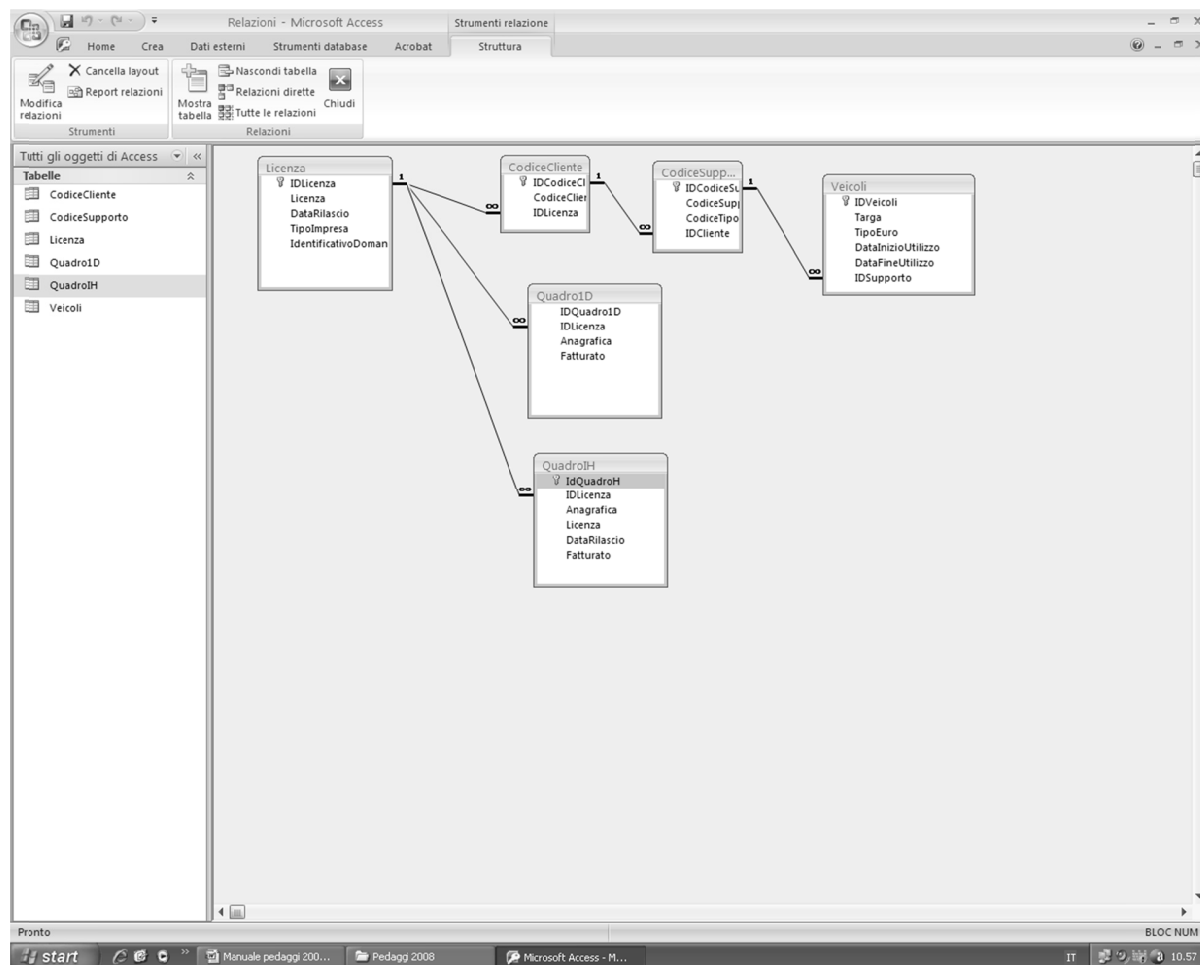 Relazioni - Microsoft Access
Strumenti relazione
Home Crea Dati esterni Strumenti database Acrobat Struttura
Modifica relazioni
Cancella layout
Report relazioni
Strumenti
Mostra tabella
Nascondi tabella
Relazioni dirette
Tutte le relazioni
Chiudi
Relazioni
Tutti gli oggetti di Access
Tabelle
CodiceCliente
CodiceSupporto
Licenza
Quadro1D
QuadroIH
Veicoli
Licenza
IDLicenza
Licenza
DataRilascio
TipoImpresa
IdentificativoDoman
1
∞
CodiceCliente
IDCodiceCl
CodiceClier
IDLicenza
1
∞
CodiceSupp...
IDCodiceSu
CodiceSupp
CodiceTipo
IDCliente
1
∞
Veicoli
IDVeicoli
Targa
TipoEuro
DataInizioUtilizzo
DataFineUtilizzo
IDSupporto
∞
Quadro1D
IDQuadro1D
IDLicenza
Anagrafica
Fatturato
∞
QuadroIH
IdQuadroH
IDLicenza
Anagrafica
Licenza
DataRilascio
Fatturato
Pronto
BLOC NUM
start
Manuale pedaggi 200...
Pedagg 2008
Microsoft Access - M...
IT
10.57